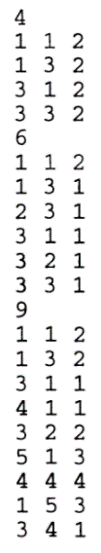 4
1 1 2
1 3 2
3 1 2
3 3 2
6
1 1 2
1 3 1
2 3 1
3 1 1
3 2 1
3 3 1
9
1 1 2
1 3 2
3 1 1
4 1 1
3 2 2
5 1 3
4 4 4
1 5 3
3 4 1